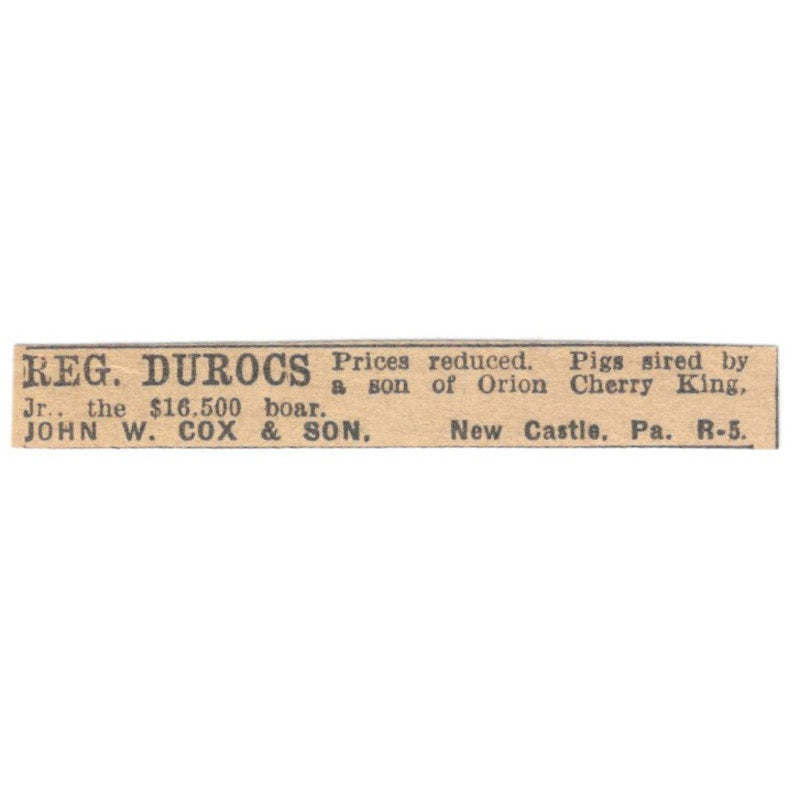 REG. DUROCS Prices reduced. Pigs sired by
a son of Orion Cherry King,
Jr., the $16.500 boar.
JOHN W. COX & SON, New Castle, Pa. R-5.